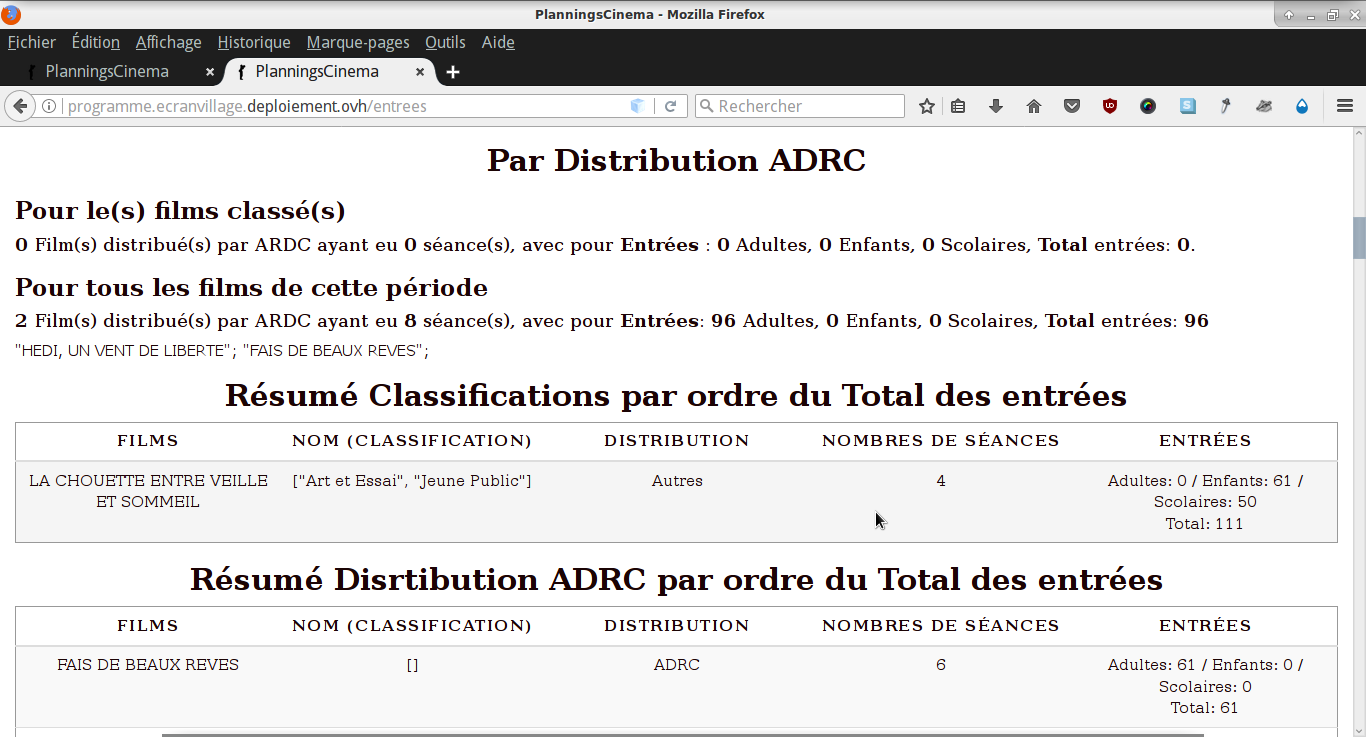 PlanningsCinema - Mozilla Firefox
Fichier Édition Affichage Historique Marque-pages Outils Aide
PlanningsCinema PlanningsCinema
programme.ecranvillage.deploiement.ovh/entrees Rechercher
Par Distribution ADRC
Pour le(s) films classé(s)
0 Film(s) distribué(s) par ARDC ayant eu 0 séance(s), avec pour Entrées : 0 Adultes, 0 Enfants, 0 Scolaires, Total entrées: 0.
Pour tous les films de cette période
2 Film(s) distribué(s) par ARDC ayant eu 8 séance(s), avec pour Entrées: 96 Adultes, 0 Enfants, 0 Scolaires, Total entrées: 96
"HEDI, UN VENT DE LIBERTE"; "FAIS DE BEAUX REVES";
Résumé Classifications par ordre du Total des entrées
FILMS NOM (CLASSIFICATION) DISTRIBUTION NOMBRES DE SÉANCES ENTRÉES
LA CHOUETTE ENTRE VEILLE ["Art et Essai", "Jeune Public"] Autres 4 Adultes: 0 / Enfants: 61 /
ET SOMMEIL Scolaires: 50
Total: 111
Résumé Disrtibution ADRC par ordre du Total des entrées
FILMS NOM (CLASSIFICATION) DISTRIBUTION NOMBRES DE SÉANCES ENTRÉES
FAIS DE BEAUX REVES [] ADRC 6 Adultes: 61 / Enfants: 0 /
Scolaires: 0
Total: 61